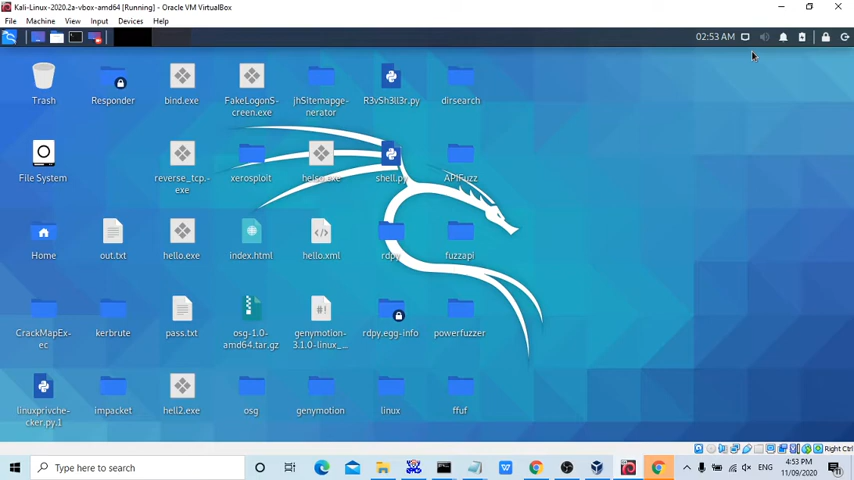 Kali-Linux-2020.2a-vbox-amd64 [Running] - Oracle VM VirtualBox
File Machine View Input Devices Help
02:53 AM
Trash
Responder
bind.exe
FakeLogonS-
creen.exe
jhSitemapge-
nerator
R3vSh3ll3r.py
dirsearch
File System
reverse_tcp.-
exe
xerosploit
helso.exe
shell.py
APIFuzz
Home
out.txt
hello.exe
index.html
hello.xml
rdpy
fuzzapi
CrackMapEx-
ec
kerbrute
pass.txt
osg-1.0-
amd64.tar.gz
genymotion-
3.1.0-linux_...
rdpy.egg-info
powerfuzzer
linuxprivche-
cker.py.1
impacket
hell2.exe
osg
genymotion
linux
ffuf
Right Ctrl
Type here to search
ENG
4:53 PM
11/09/2020